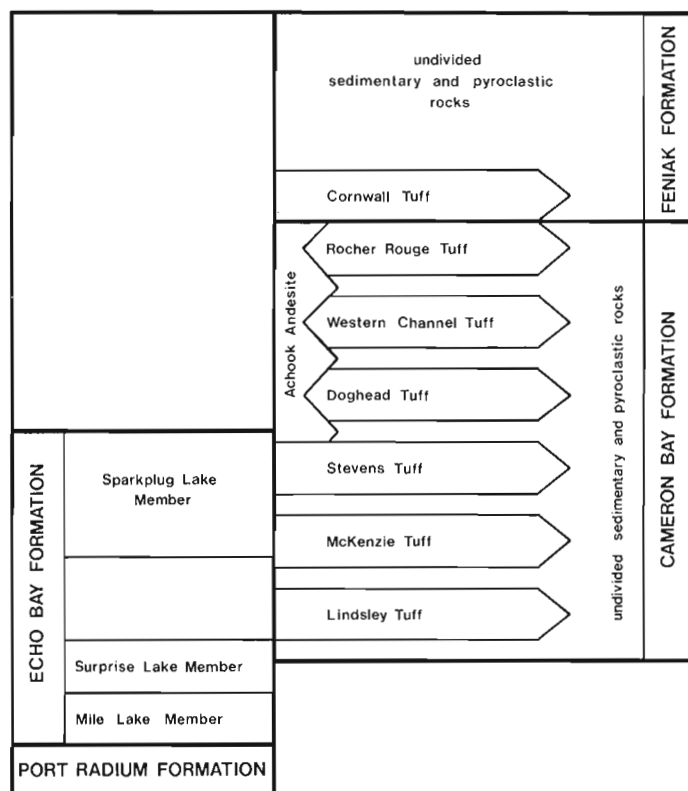 undivided
sedimentary and pyroclastic
rocks
FENIAK FORMATION
Cornwall Tuff
Rocher Rouge Tuff
Achook Andesite
Western Channel Tuff
Doghead Tuff
undivided sedimentary and pyroclastic rocks
CAMERON BAY FORMATION
Stevens Tuff
McKenzie Tuff
Lindsley Tuff
ECHO BAY FORMATION
Sparkplug Lake
Member
Surprise Lake Member
Mile Lake Member
PORT RADIUM FORMATION